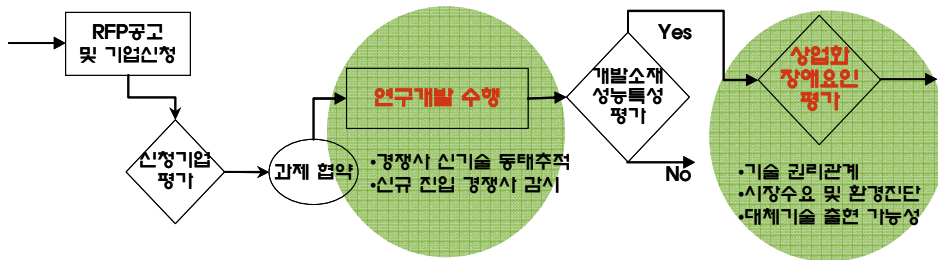 RFP공고
및 기업신청
신청기업
평가
과제 협약
연구개발 수행
•경쟁사 신기술 동태추적
•신규 진입 경쟁사 감시
개발소재
성능특성
평가
Yes
No
상업화
장애요인
평가
•기술 권리관계
•시장수요 및 환경진단
•대체기술 출현 가능성